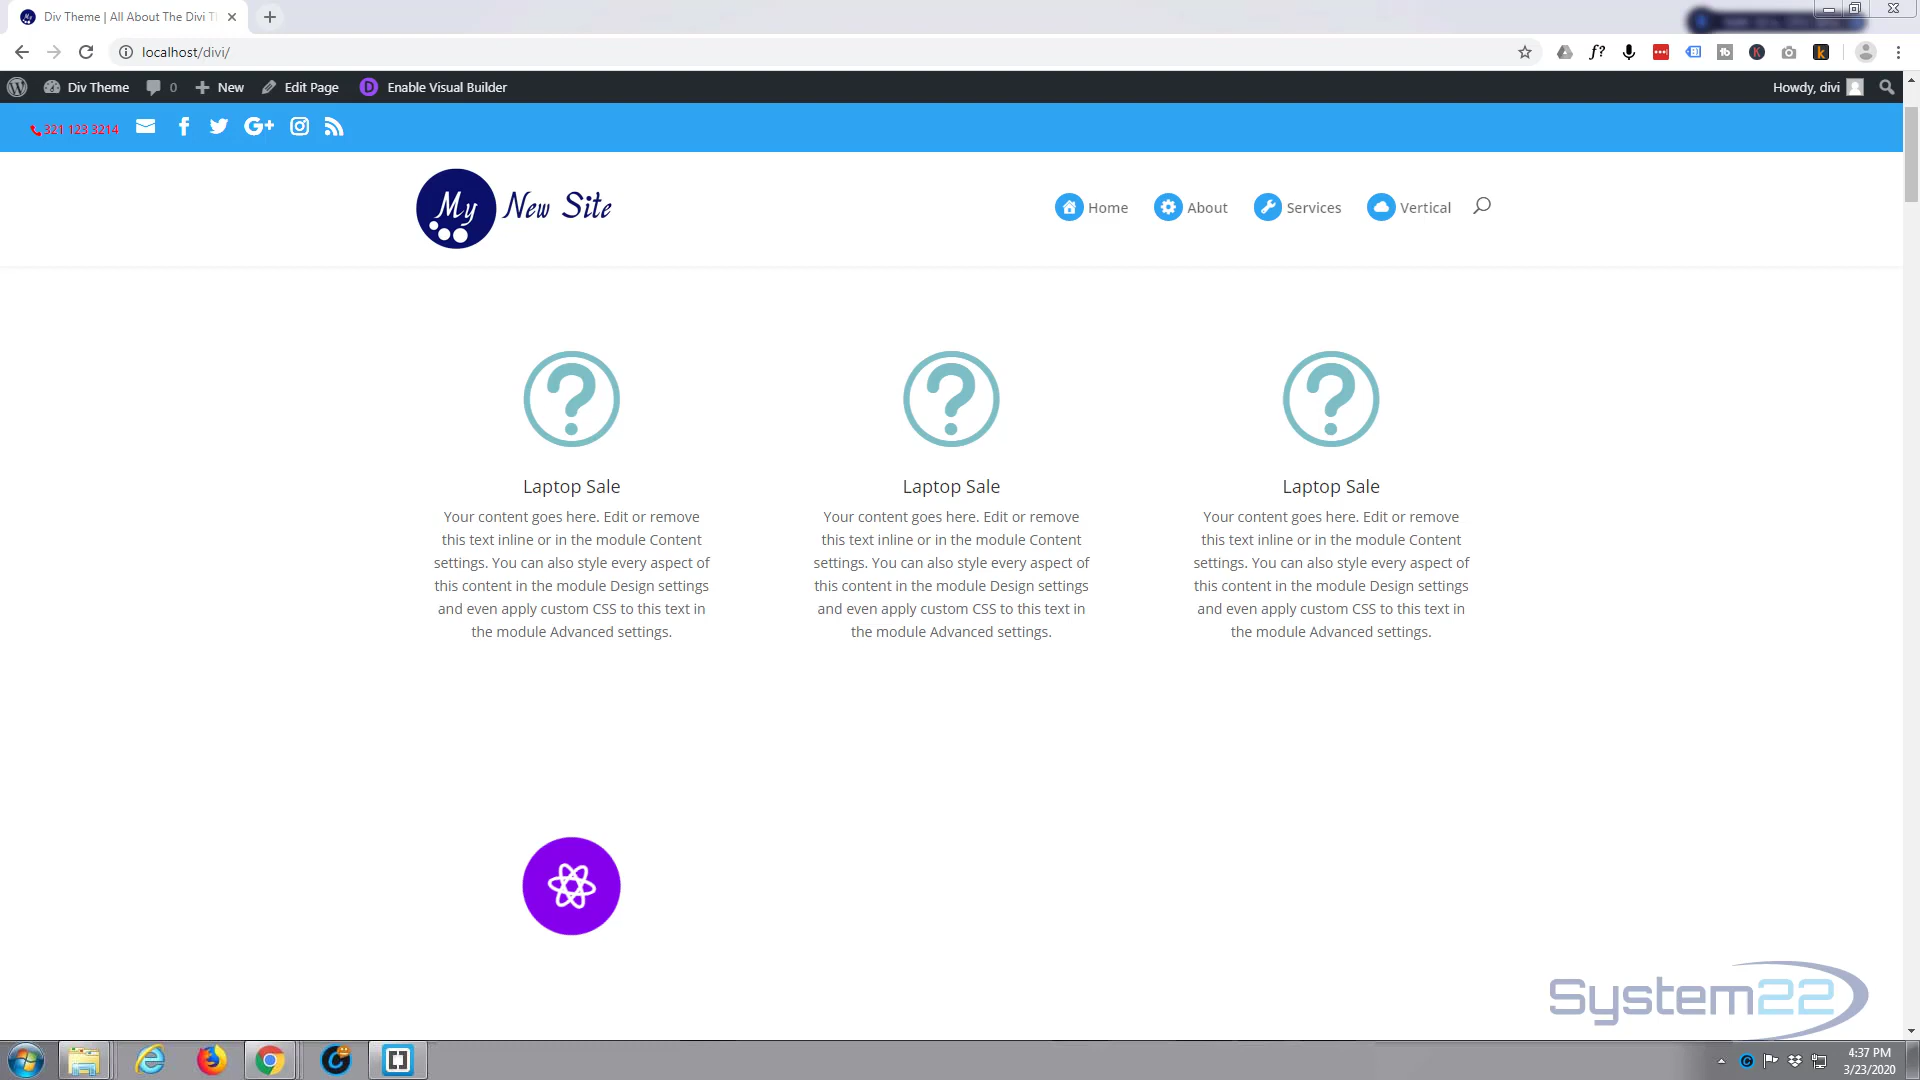 Div Theme | All About The Divi T
localhost/divi/
Div Theme 0 New Edit Page Enable Visual Builder Howdy, divi
321 123 3214
My New Site
Home About Services Vertical
Laptop Sale
Your content goes here. Edit or remove
this text inline or in the module Content
settings. You can also style every aspect of
this content in the module Design settings
and even apply custom CSS to this text in
the module Advanced settings.
Laptop Sale
Your content goes here. Edit or remove
this text inline or in the module Content
settings. You can also style every aspect of
this content in the module Design settings
and even apply custom CSS to this text in
the module Advanced settings.
Laptop Sale
Your content goes here. Edit or remove
this text inline or in the module Content
settings. You can also style every aspect of
this content in the module Design settings
and even apply custom CSS to this text in
the module Advanced settings.
System22
4:37 PM
3/23/2020